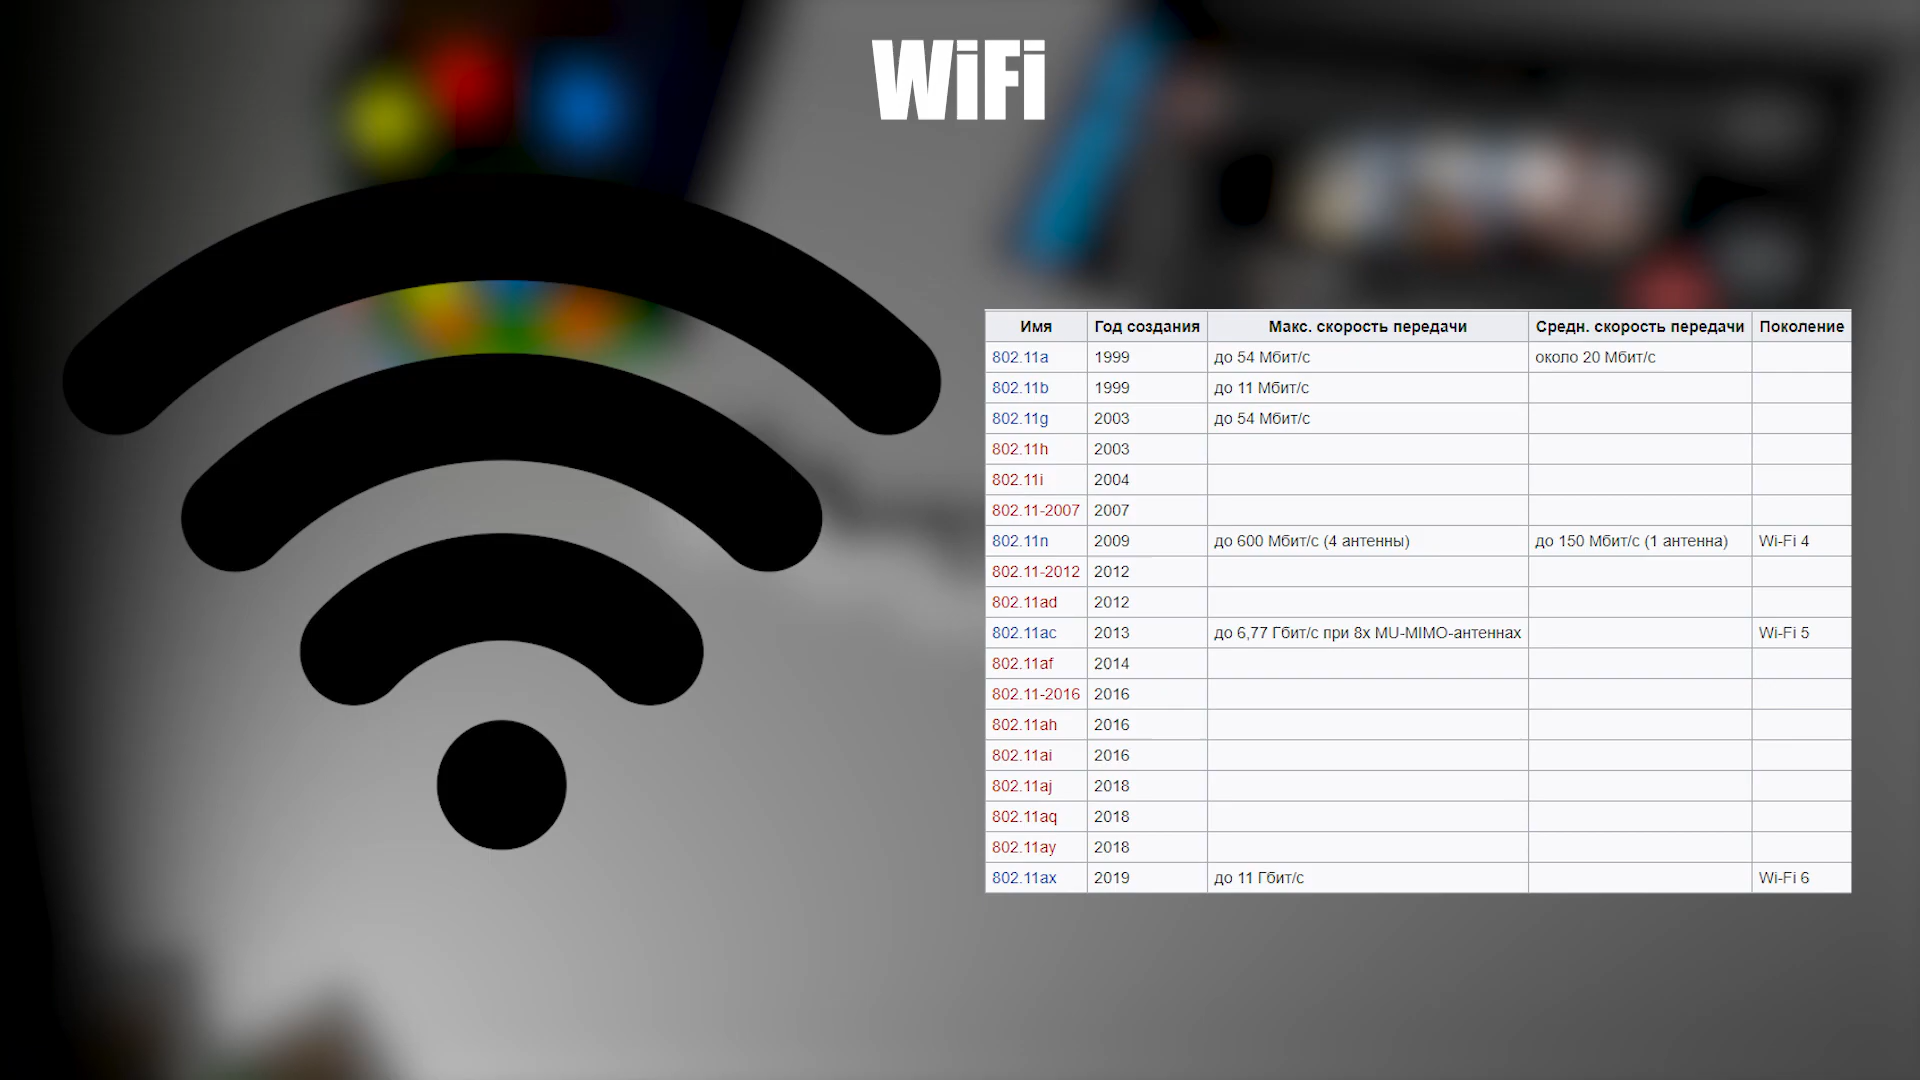 WiFi
Имя Год создания Макс. скорость передачи Средн. скорость передачи Поколение
802.11a 1999 до 54 Мбит/с около 20 Мбит/с
802.11b 1999 до 11 Мбит/с
802.11g 2003 до 54 Мбит/с
802.11h 2003
802.11i 2004
802.11-2007 2007
802.11n 2009 до 600 Мбит/с (4 антенны) до 150 Мбит/с (1 антенна) Wi-Fi 4
802.11-2012 2012
802.11ad 2012
802.11ac 2013 до 6,77 Гбит/с при 8x MU-MIMO-антеннах Wi-Fi 5
802.11af 2014
802.11-2016 2016
802.11ah 2016
802.11ai 2016
802.11aj 2018
802.11aq 2018
802.11ay 2018
802.11ax 2019 до 11 Гбит/с Wi-Fi 6